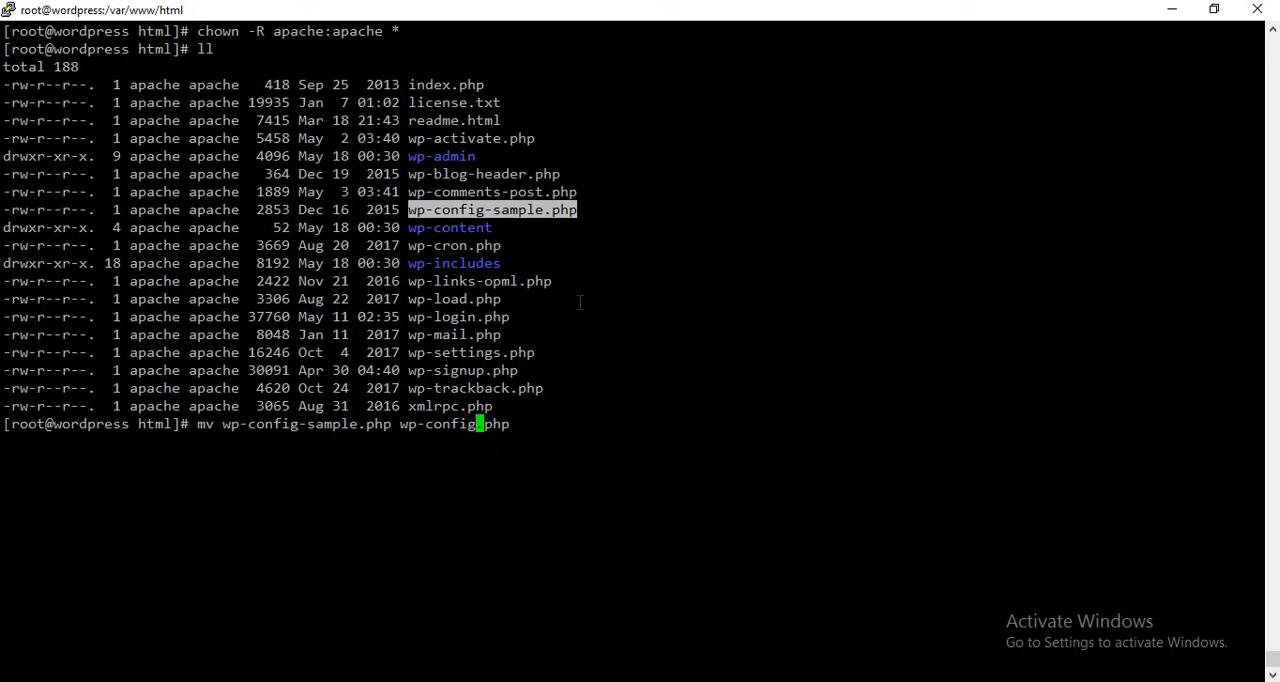 root@wordpress:/var/www/html
[root@wordpress html]# chown -R apache:apache *
[root@wordpress html]# ll
total 188
-rw-r--r--.  1 apache apache   418 Sep 25  2013 index.php
-rw-r--r--.  1 apache apache 19935 Jan  7 01:02 license.txt
-rw-r--r--.  1 apache apache  7415 Mar 18 21:43 readme.html
-rw-r--r--.  1 apache apache  5458 May  2 03:40 wp-activate.php
drwxr-xr-x.  9 apache apache  4096 May 18 00:30 wp-admin
-rw-r--r--.  1 apache apache   364 Dec 19  2015 wp-blog-header.php
-rw-r--r--.  1 apache apache  1889 May  3 03:41 wp-comments-post.php
-rw-r--r--.  1 apache apache  2853 Dec 16  2015 wp-config-sample.php
drwxr-xr-x.  4 apache apache    52 May 18 00:30 wp-content
-rw-r--r--.  1 apache apache  3669 Aug 20  2017 wp-cron.php
drwxr-xr-x. 18 apache apache  8192 May 18 00:30 wp-includes
-rw-r--r--.  1 apache apache  2422 Nov 21  2016 wp-links-opml.php
-rw-r--r--.  1 apache apache  3306 Aug 22  2017 wp-load.php
-rw-r--r--.  1 apache apache 37760 May 11 02:35 wp-login.php
-rw-r--r--.  1 apache apache  8048 Jan 11  2017 wp-mail.php
-rw-r--r--.  1 apache apache 16246 Oct  4  2017 wp-settings.php
-rw-r--r--.  1 apache apache 30091 Apr 30 04:40 wp-signup.php
-rw-r--r--.  1 apache apache  4620 Oct 24  2017 wp-trackback.php
-rw-r--r--.  1 apache apache  3065 Aug 31  2016 xmlrpc.php
[root@wordpress html]# mv wp-config-sample.php wp-config.php
Activate Windows
Go to Settings to activate Windows.